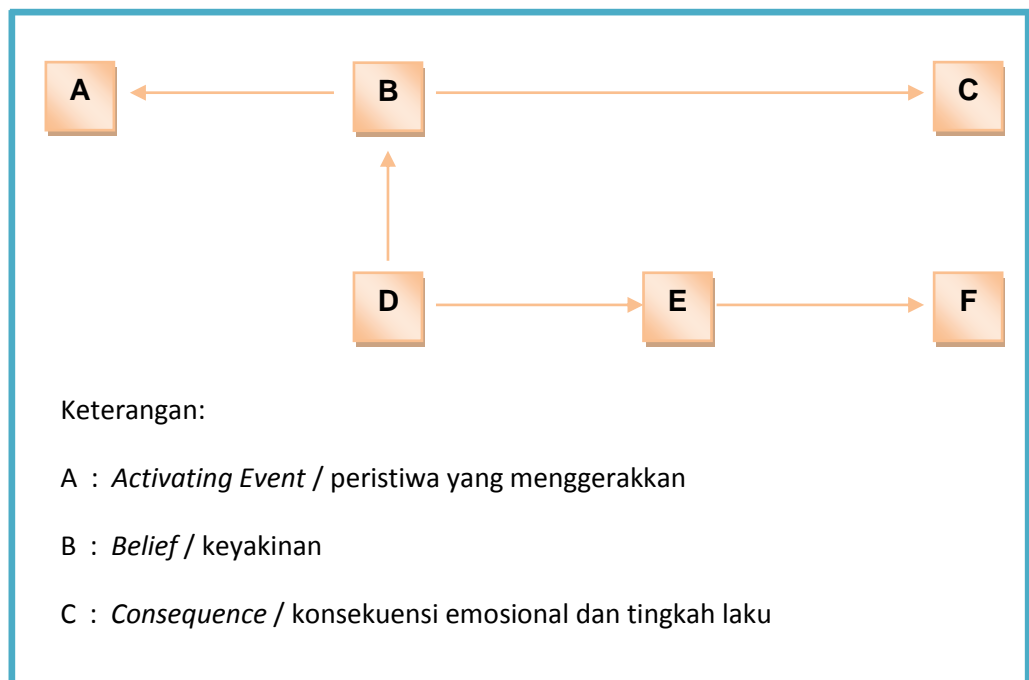 A B C
D E F
Keterangan:
A : Activating Event / peristiwa yang menggerakkan
B : Belief / keyakinan
C : Consequence / konsekuensi emosional dan tingkah laku